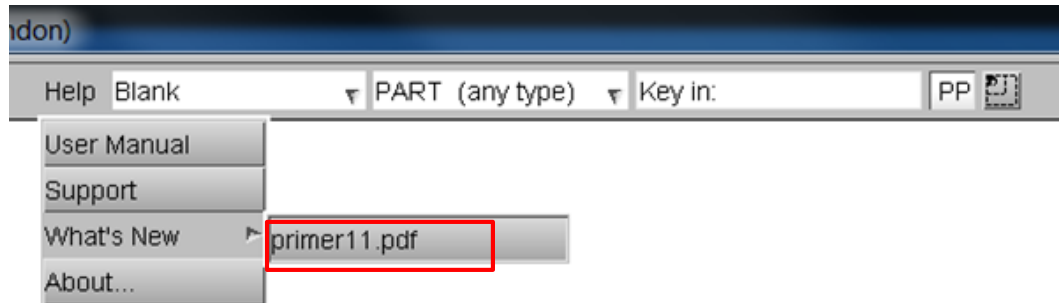 ndon)
Help Blank PART (any type) Key in: PP
User Manual
Support
What's New primer11.pdf
About...